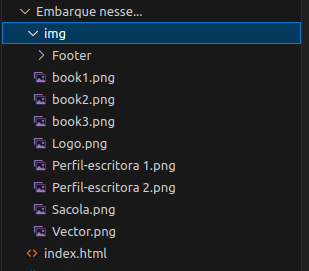 Embarque nesse...
img
Footer
book1.png
book2.png
book3.png
Logo.png
Perfil-escritora 1.png
Perfil-escritora 2.png
Sacola.png
Vector.png
index.html